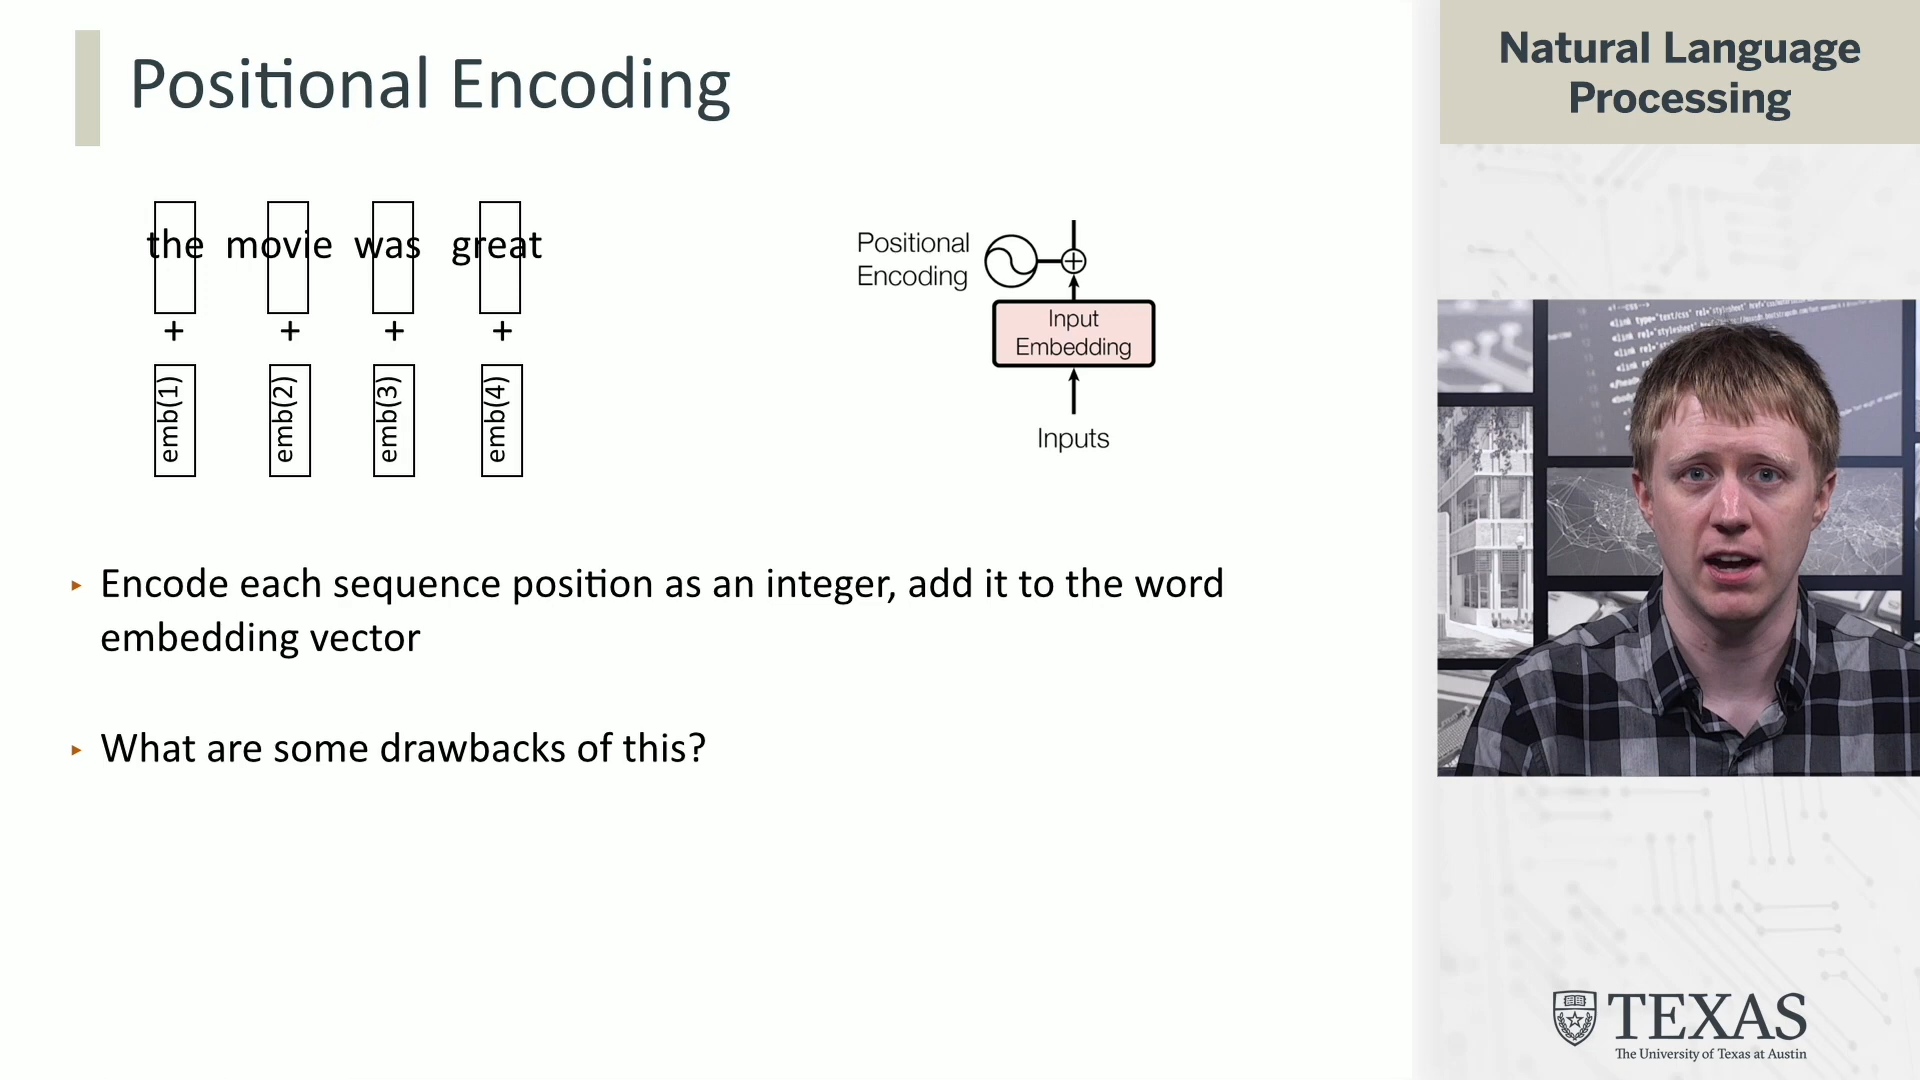 Positional Encoding
the movie was great
+ + + +
emb(1) emb(2) emb(3) emb(4)
Positional
Encoding
Input
Embedding
Inputs
▸ Encode each sequence position as an integer, add it to the word
embedding vector
▸ What are some drawbacks of this?
Natural Language
Processing
TEXAS
The University of Texas at Austin